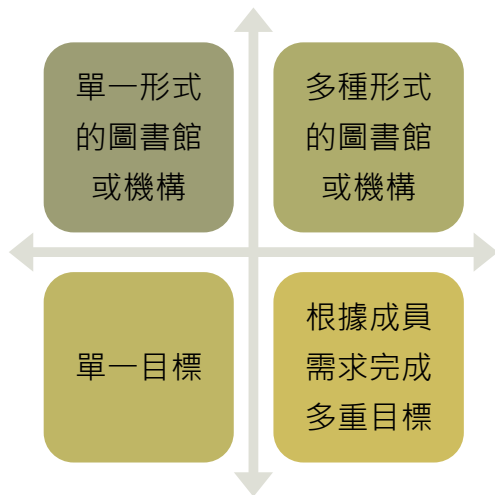 單一形式
的圖書館
或機構
多種形式
的圖書館
或機構
單一目標
根據成員
需求完成
多重目標